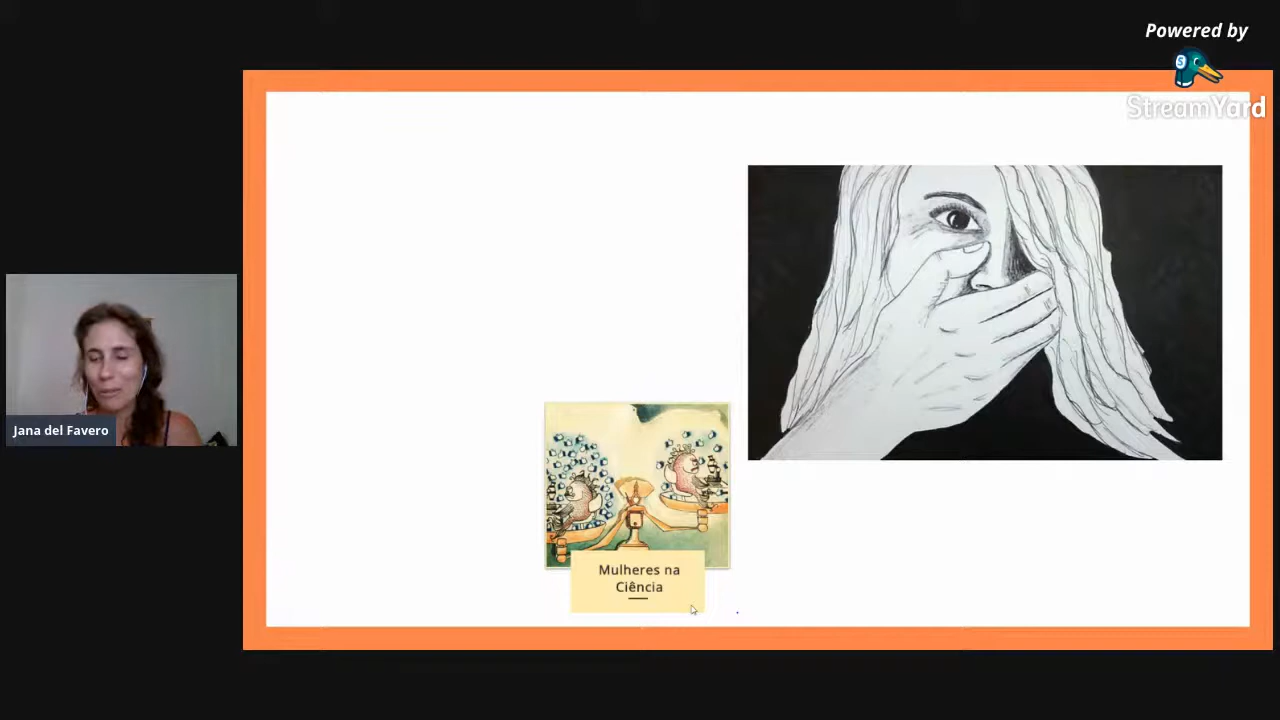 Powered by
StreamYard
Jana del Favero
Mulheres na
Ciência